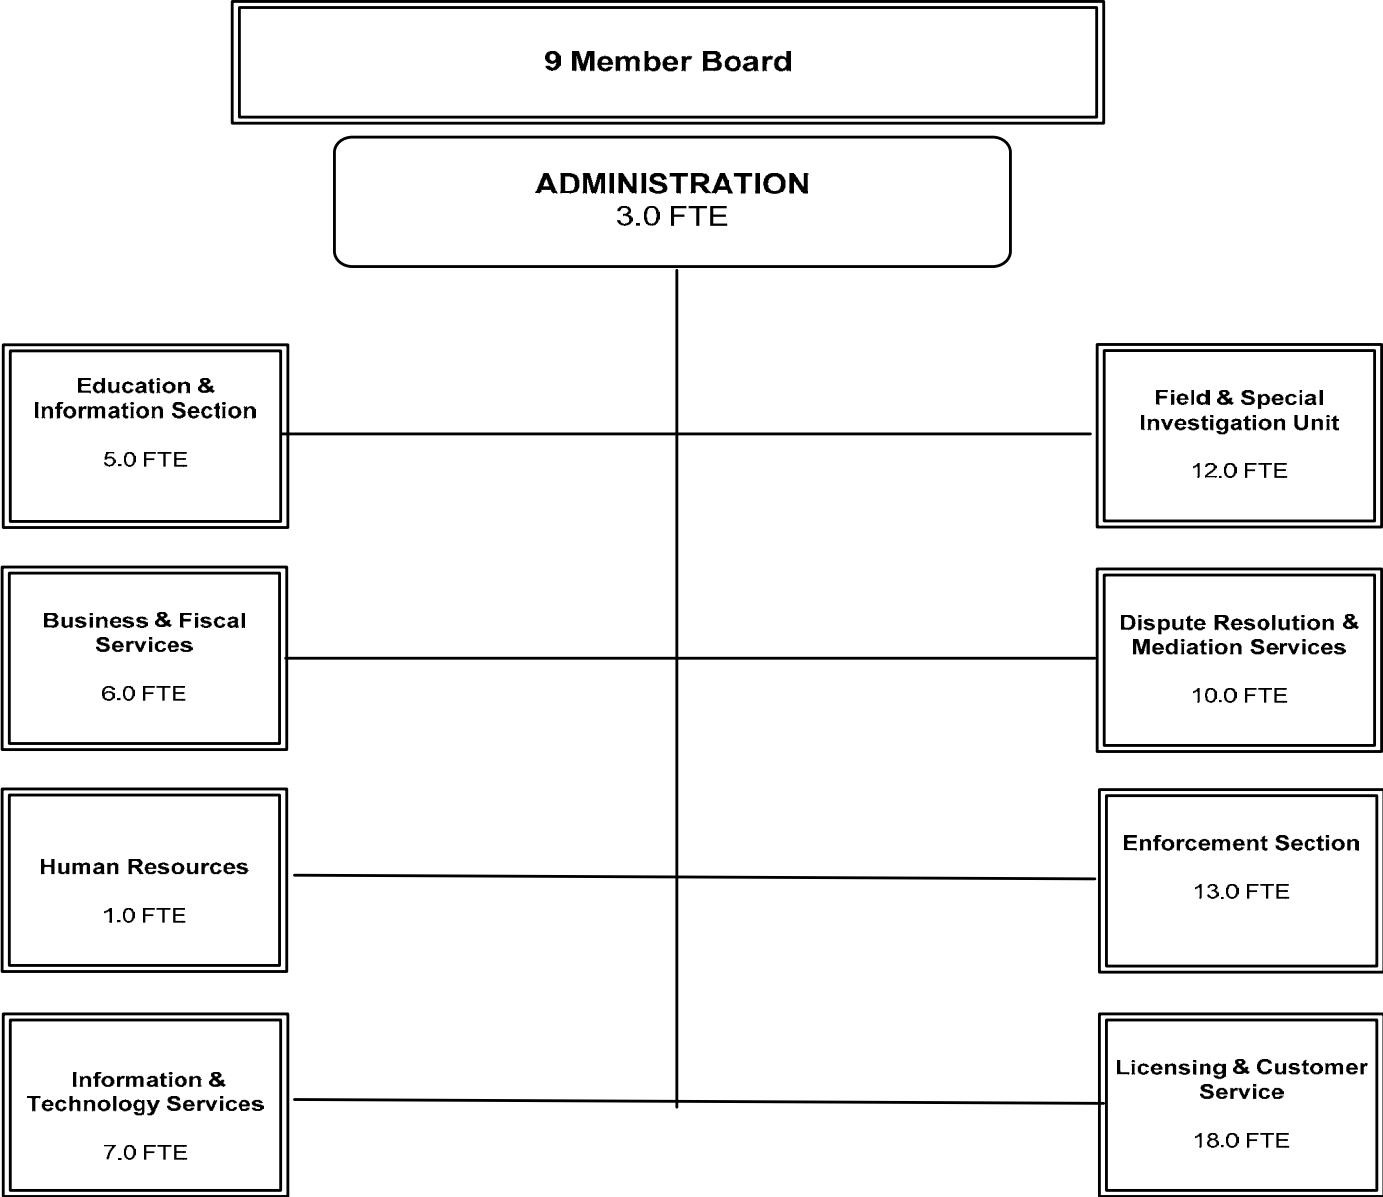 9 Member Board
ADMINISTRATION
3.0 FTE
Education &
Information Section
5.0 FTE
Field & Special
Investigation Unit
12.0 FTE
Business & Fiscal
Services
6.0 FTE
Dispute Resolution &
Mediation Services
10.0 FTE
Human Resources
1.0 FTE
Enforcement Section
13.0 FTE
Information &
Technology Services
7.0 FTE
Licensing & Customer
Service
18.0 FTE